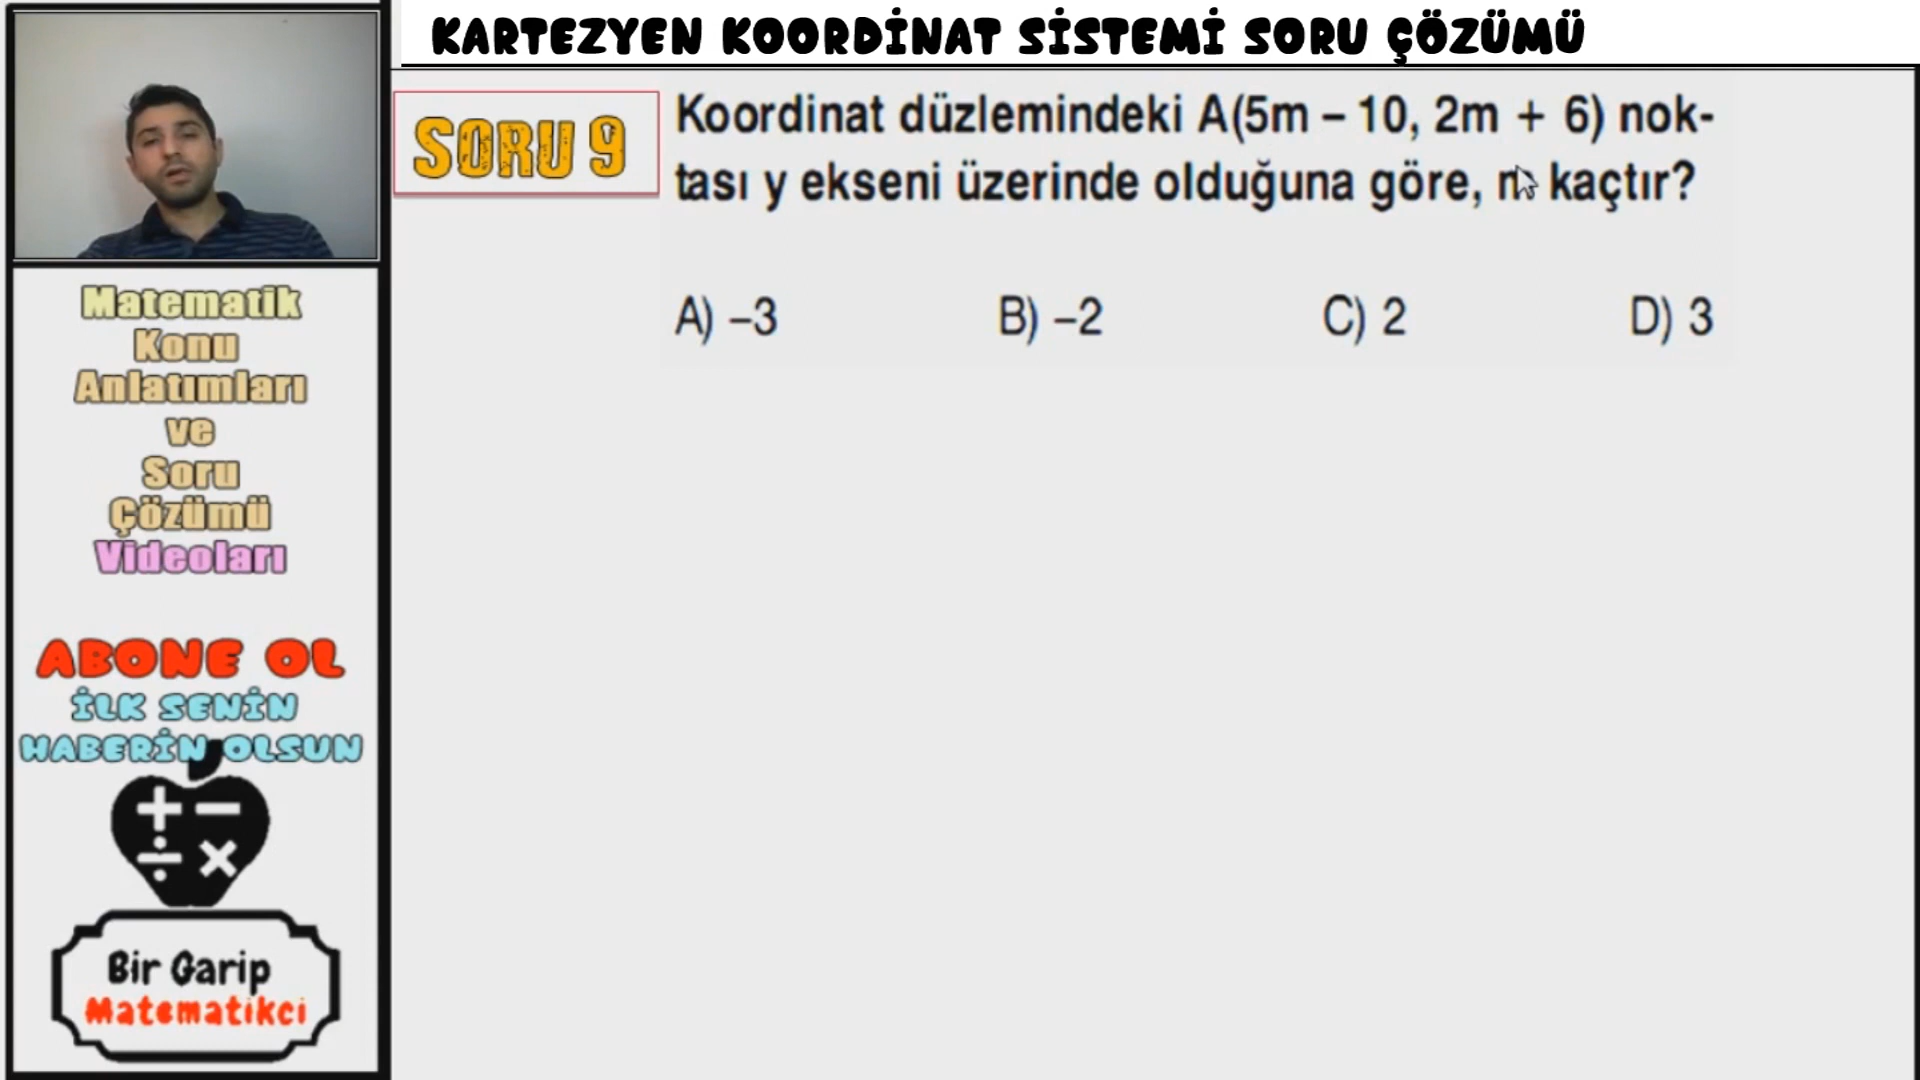 KARTEZYEN KOORDİNAT SİSTEMİ SORU ÇÖZÜMÜ
SORU 9
Koordinat düzlemindeki A(5m – 10, 2m + 6) nok-
tası y ekseni üzerinde olduğuna göre, m kaçtır?
A) –3 B) –2 C) 2 D) 3
Matematik
Konu
Anlatımları
ve
Soru
Çözümü
Videoları
ABONE OL
İLK SENİN
HABERİN OLSUN
+ −
÷ ×
Bir Garip
Matematikci